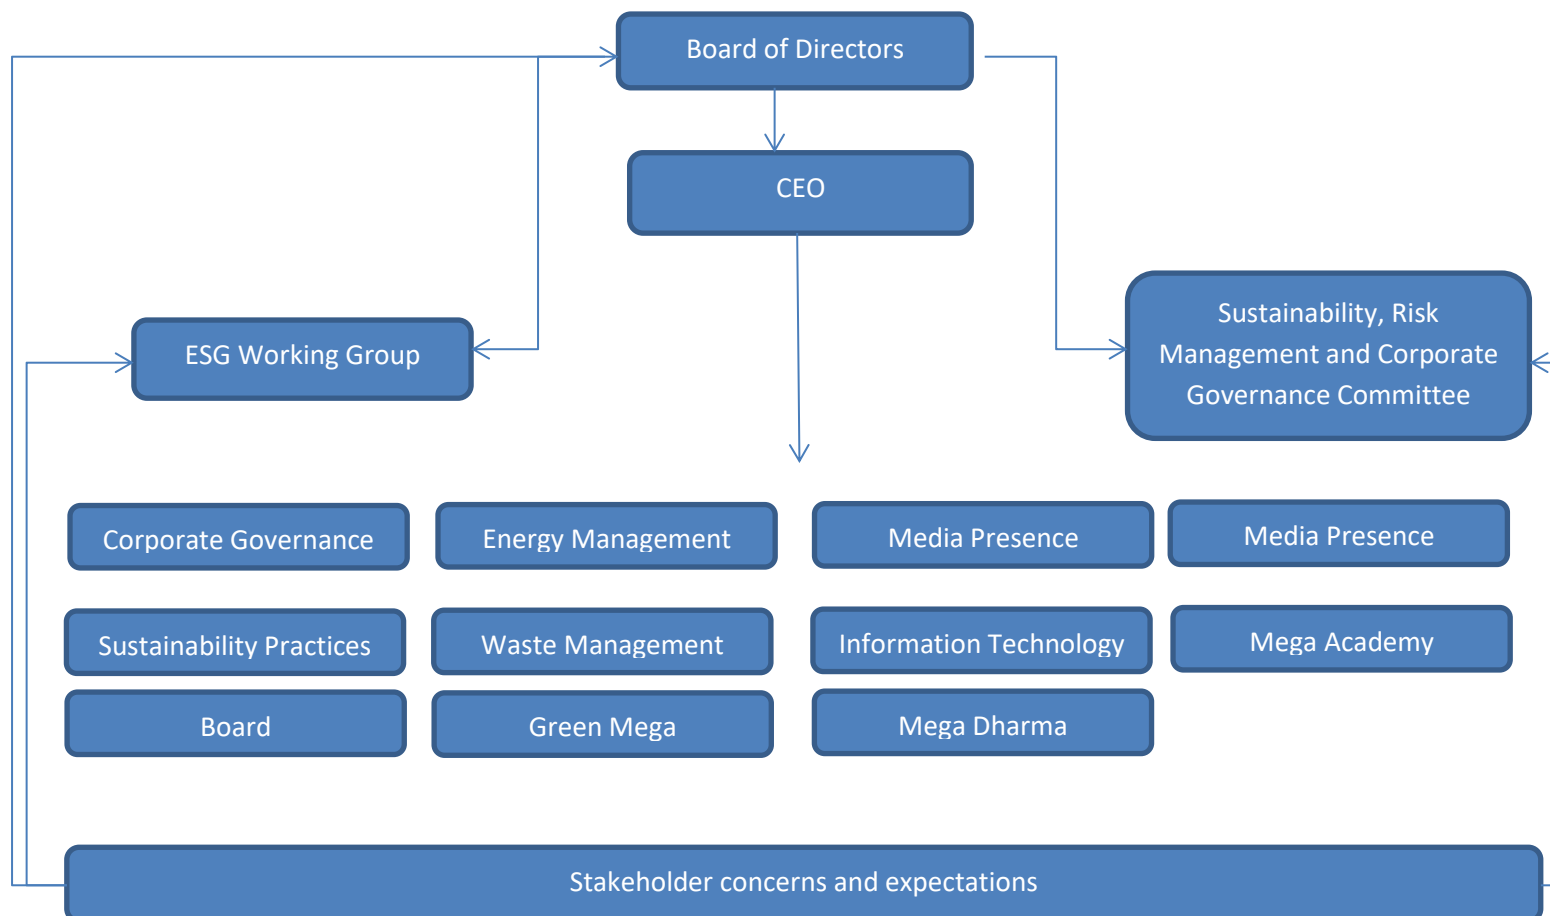 Board of Directors
CEO
ESG Working Group
Sustainability, Risk
Management and Corporate
Governance Committee
Corporate Governance
Energy Management
Media Presence
Media Presence
Sustainability Practices
Waste Management
Information Technology
Mega Academy
Board
Green Mega
Mega Dharma
Stakeholder concerns and expectations